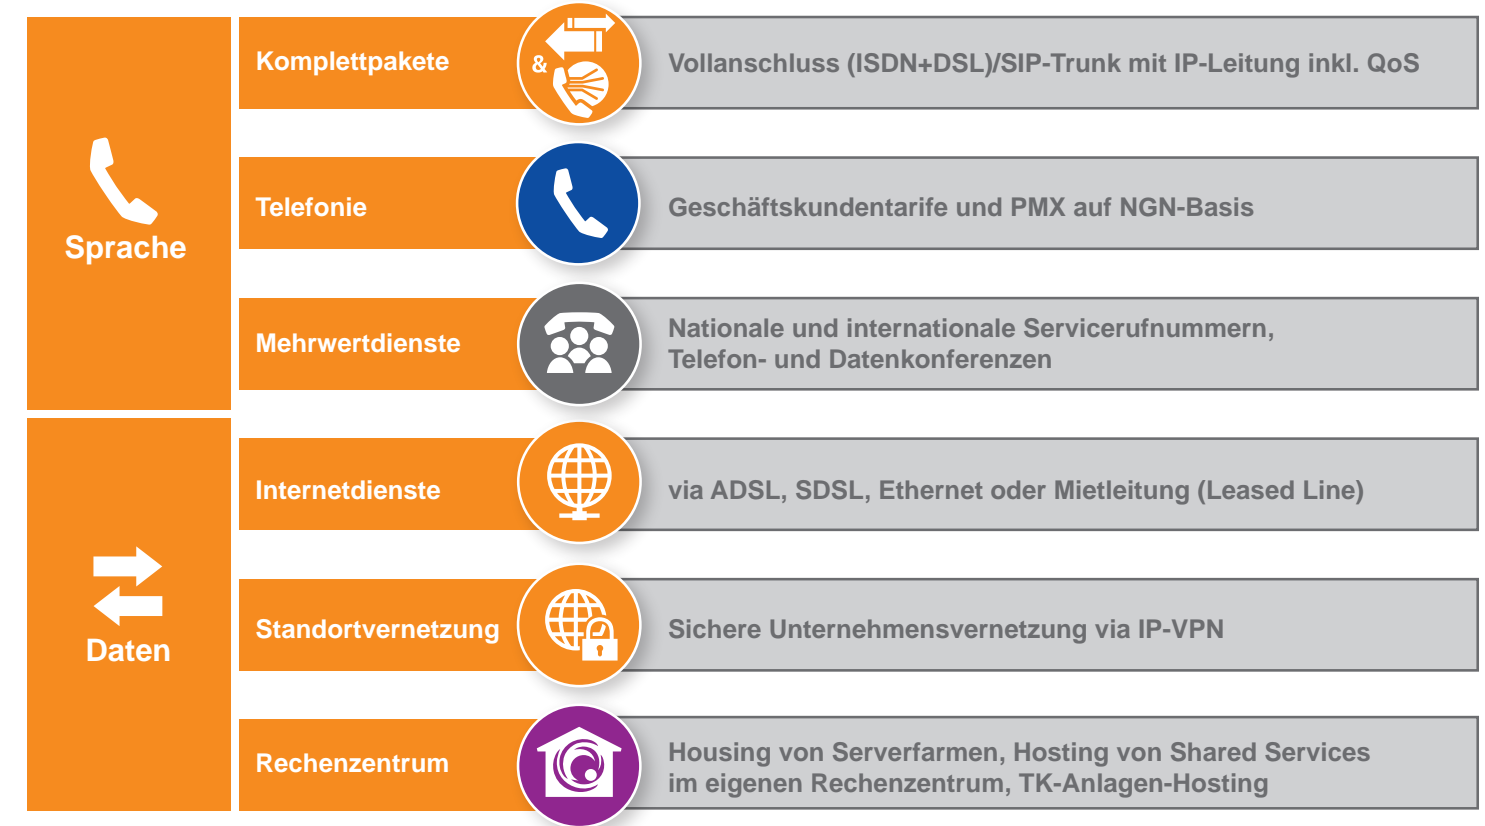 Sprache
Komplettpakete
&
Vollanschluss (ISDN+DSL)/SIP-Trunk mit IP-Leitung inkl. QoS
Telefonie
Geschäftskundentarife und PMX auf NGN-Basis
Mehrwertdienste
Nationale und internationale Servicerufnummern,
Telefon- und Datenkonferenzen
Daten
Internetdienste
via ADSL, SDSL, Ethernet oder Mietleitung (Leased Line)
Standortvernetzung
Sichere Unternehmensvernetzung via IP-VPN
Rechenzentrum
Housing von Serverfarmen, Hosting von Shared Services
im eigenen Rechenzentrum, TK-Anlagen-Hosting